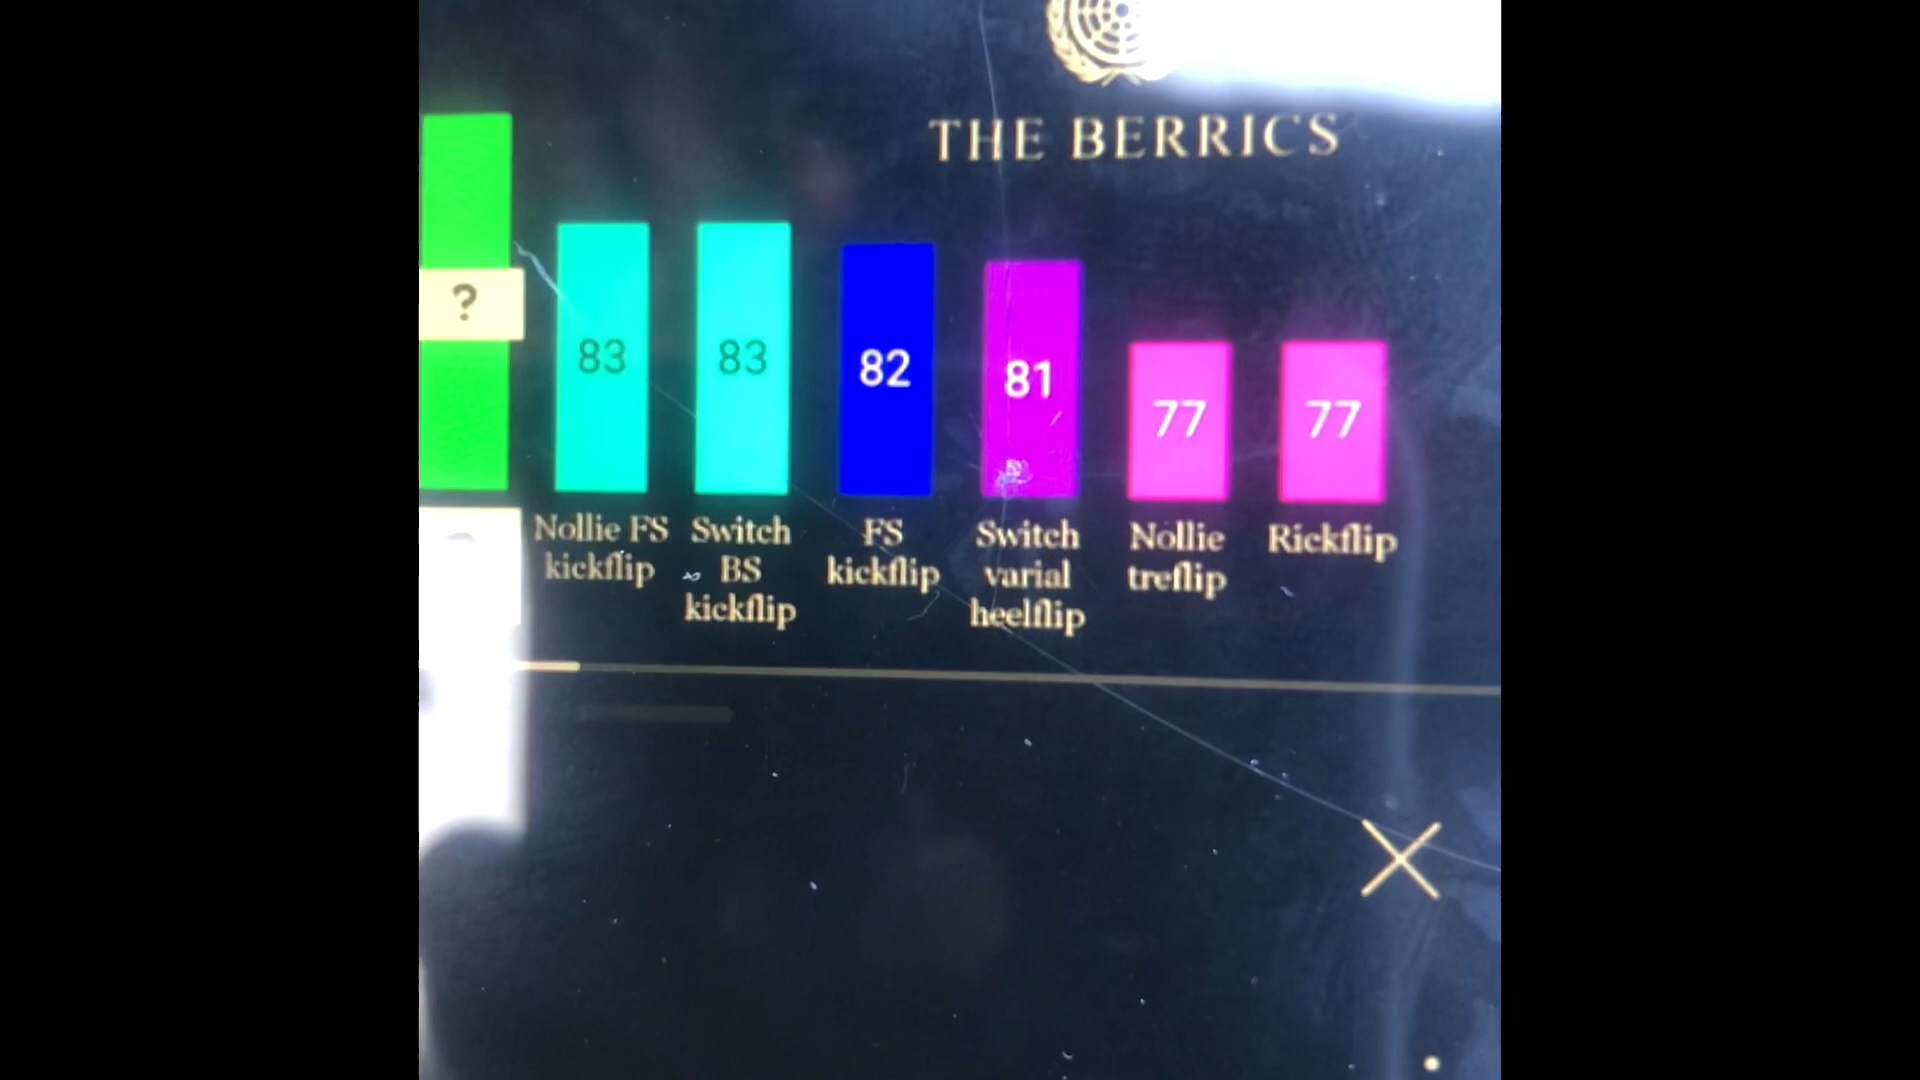 THE BERRICS
?
83
83
82
81
77
77
Nollie FS
kickflip
Switch
BS
kickflip
FS
kickflip
Switch
varial
heelflip
Nollie
treflip
Rickflip